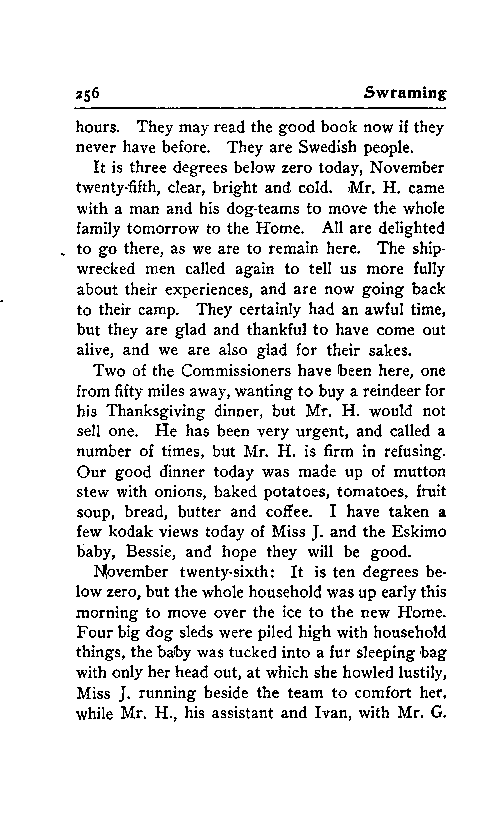 256 Swraming
hours. They may read the good book now if they
never have before. They are Swedish people.
It is three degrees below zero today, November
twenty-fifth, clear, bright and cold. Mr. H. came
with a man and his dog-teams to move the whole
family tomorrow to the Home. All are delighted
to go there, as we are to remain here. The ship-
wrecked men called again to tell us more fully
about their experiences, and are now going back
to their camp. They certainly had an awful time,
but they are glad and thankful to have come out
alive, and we are also glad for their sakes.
Two of the Commissioners have been here, one
from fifty miles away, wanting to buy a reindeer for
his Thanksgiving dinner, but Mr. H. would not
sell one. He has been very urgent, and called a
number of times, but Mr. H. is firm in refusing.
Our good dinner today was made up of mutton
stew with onions, baked potatoes, tomatoes, fruit
soup, bread, butter and coffee. I have taken a
few kodak views today of Miss J. and the Eskimo
baby, Bessie, and hope they will be good.
November twenty-sixth: It is ten degrees be-
low zero, but the whole household was up early this
morning to move over the ice to the new Home.
Four big dog sleds were piled high with household
things, the baby was tucked into a fur sleeping bag
with only her head out, at which she howled lustily,
Miss J. running beside the team to comfort her,
while Mr. H., his assistant and Ivan, with Mr. G.